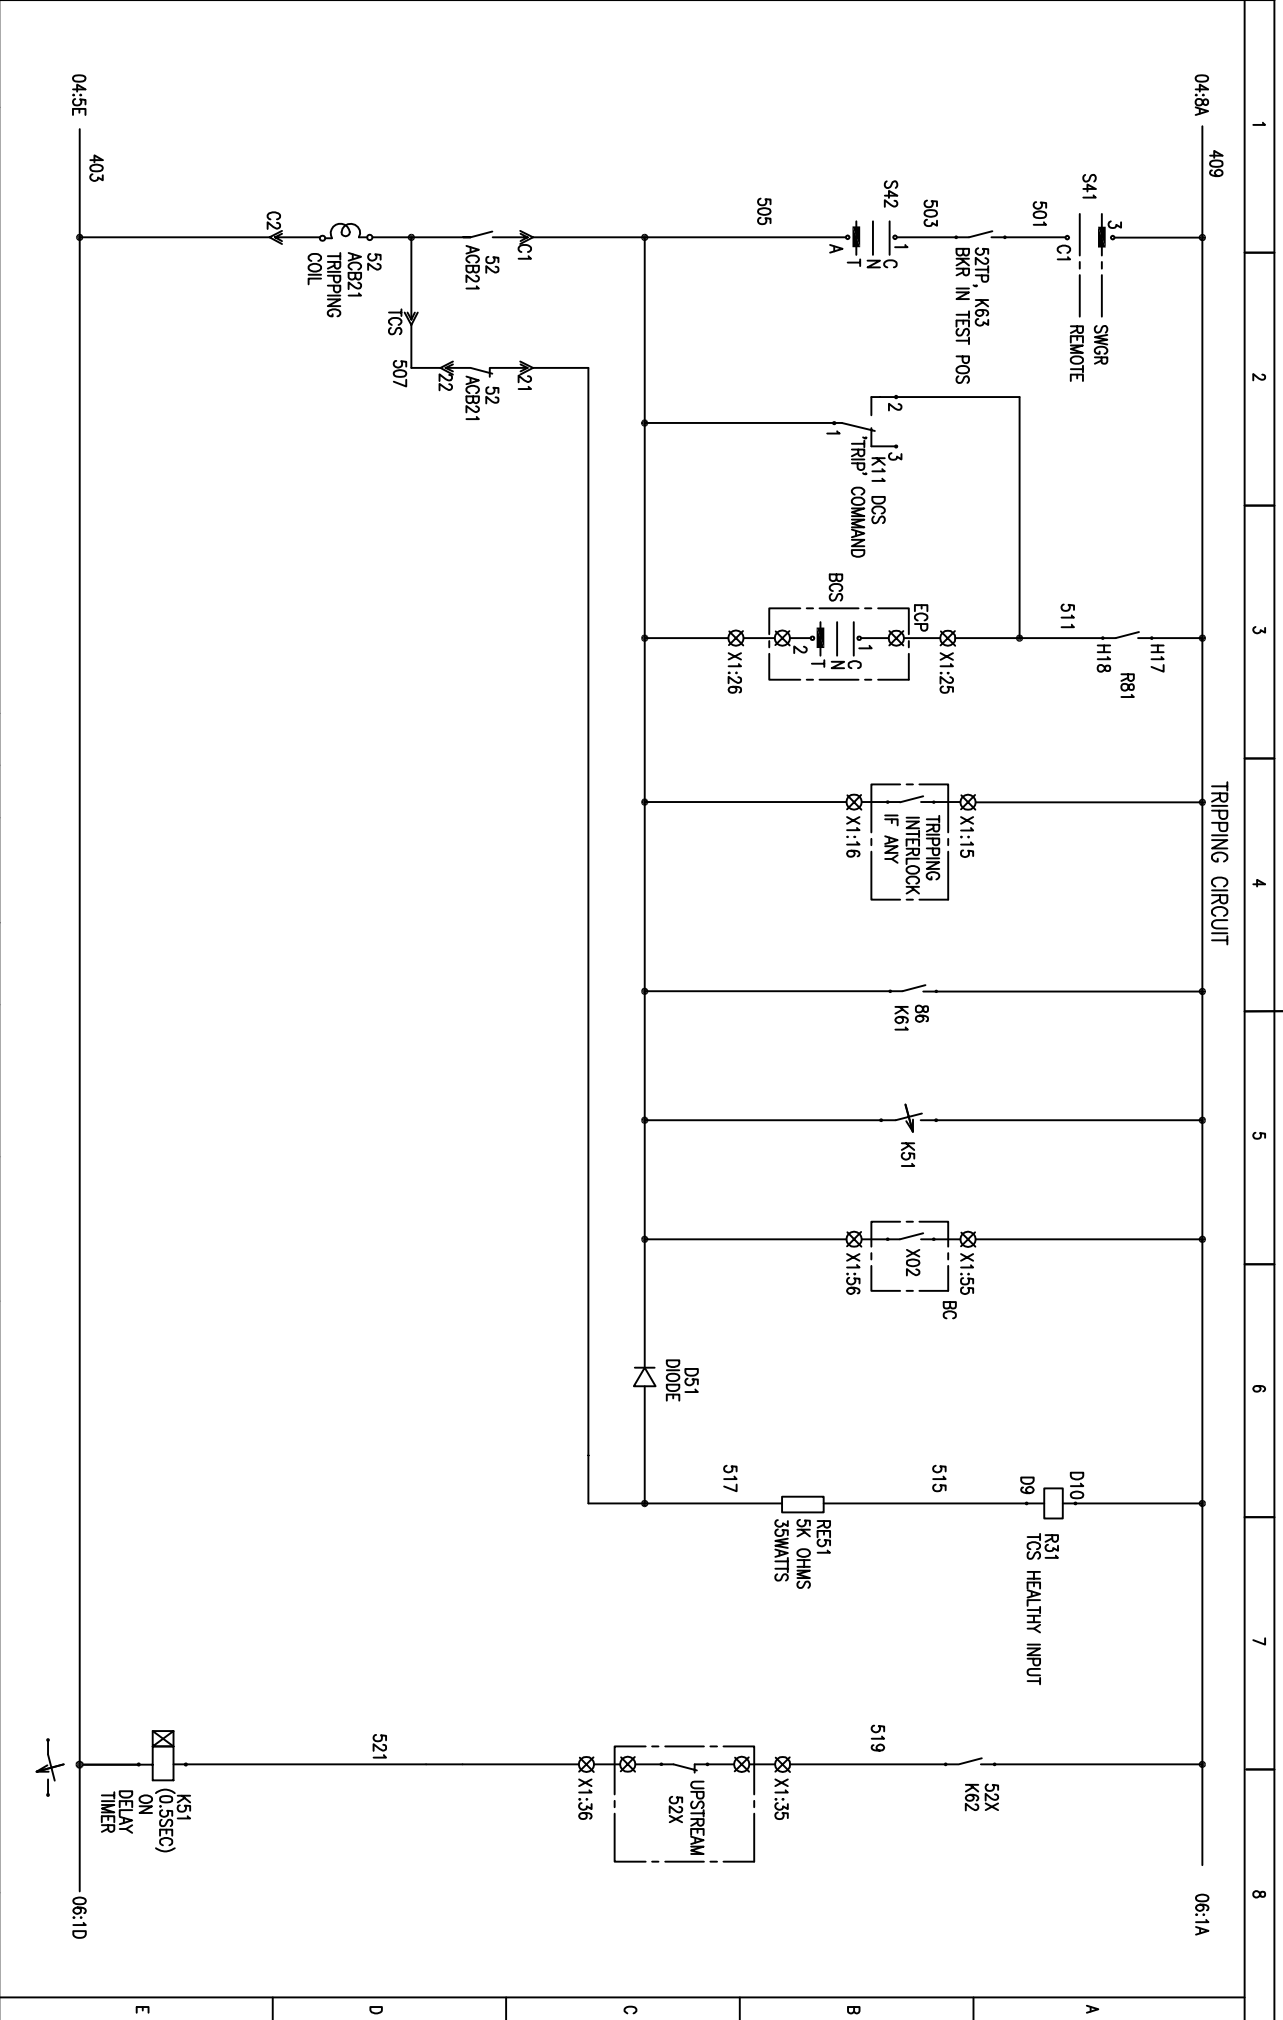 1
2
3
4
5
6
7
8
TRIPPING CIRCUIT
04:8A
409
06:1A
S41
3
SWGR
REMOTE
C1
501
52TP, K63
BKR IN TEST POS
503
S42
1
C
N
T
A
505
C1
52
ACB21
52
ACB21
TRIPPING
COIL
C2
TCS
507
21
52
ACB21
22
2
3
K11 DCS
'TRIP' COMMAND
1
H17
R81
H18
511
X1:25
ECP
BCS
1
C
N
T
2
X1:26
X1:15
TRIPPING
INTERLOCK
IF ANY
X1:16
86
K61
K51
X1:55
BC
X02
X1:56
D51
DIODE
D10
R31
TCS HEALTHY INPUT
D9
515
RE51
5K OHMS
35WATTS
517
52X
K62
519
X1:35
UPSTREAM
52X
X1:36
521
K51
(0.5SEC)
ON
DELAY
TIMER
04:5E
403
06:1D
A
B
C
D
E